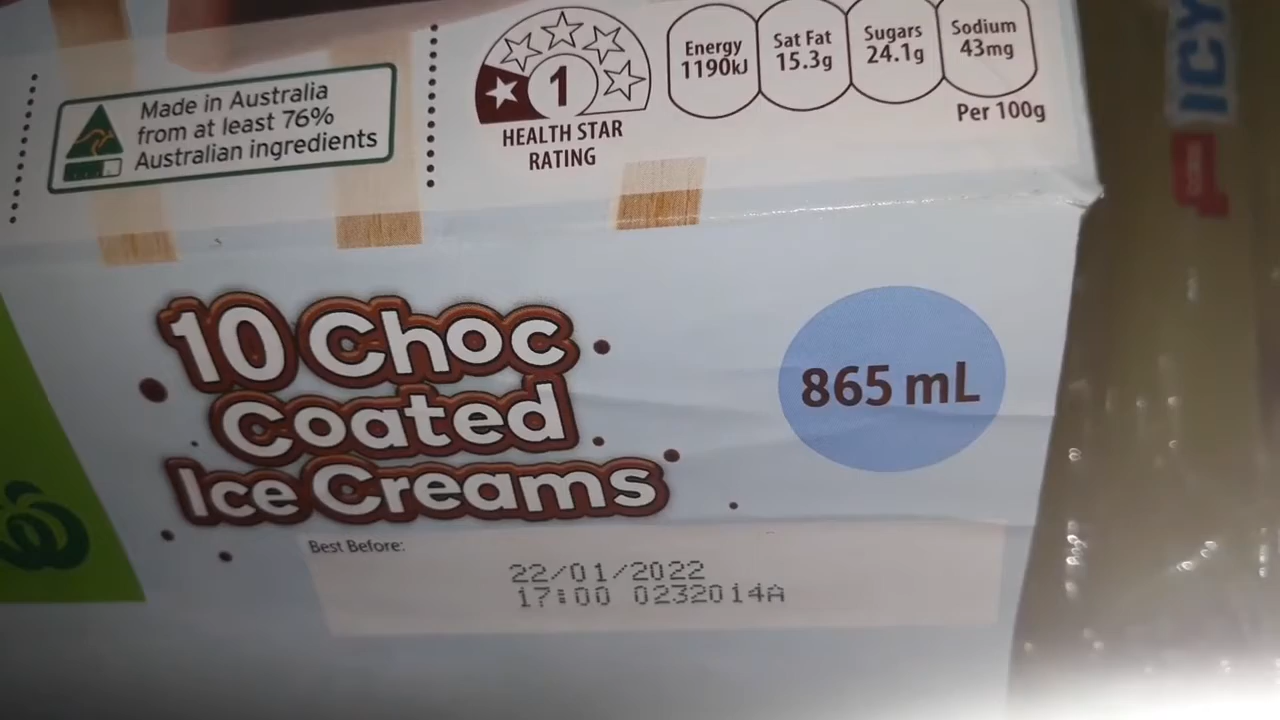 Made in Australia
from at least 76%
Australian ingredients
1
HEALTH STAR
RATING
Energy
1190kJ
Sat Fat
15.3g
Sugars
24.1g
Sodium
43mg
Per 100g
ICY
10 Choc
Coated
Ice Creams
865 mL
Best Before:
22/01/2022
17:00 0232014A